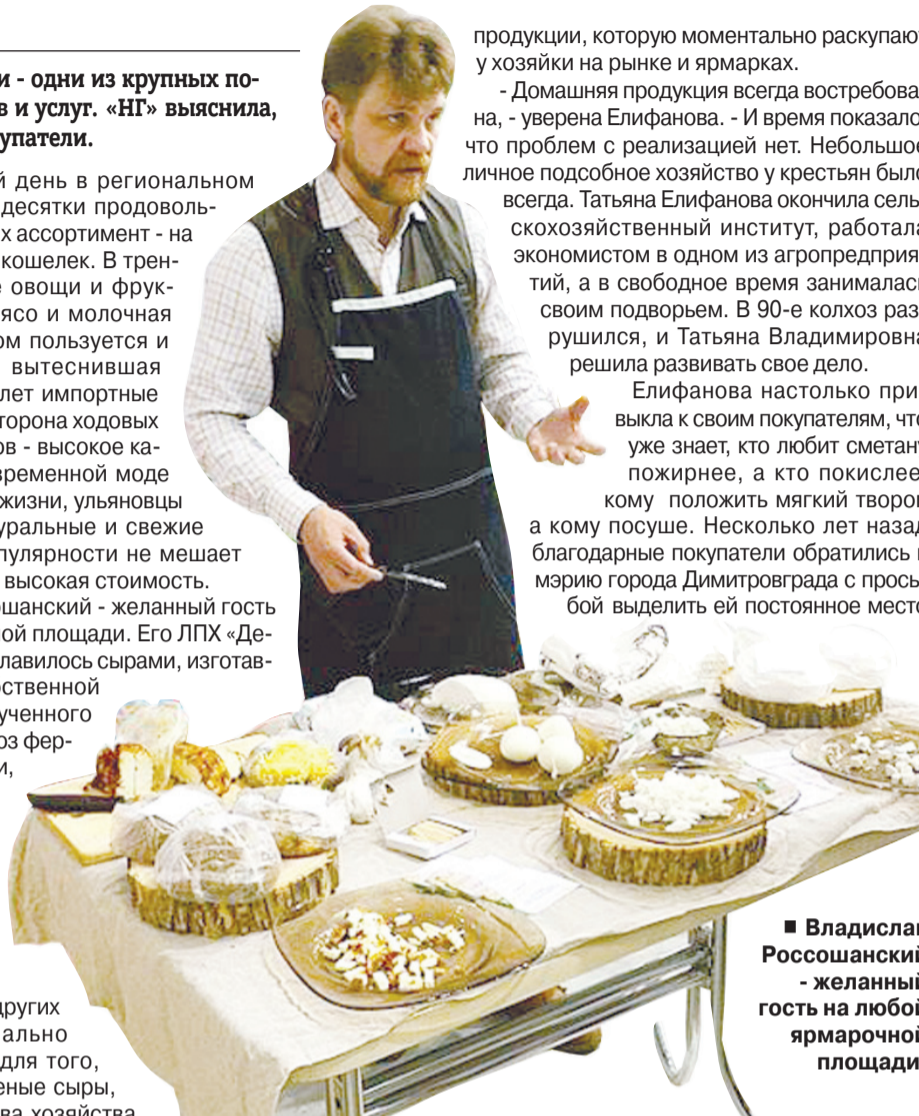 и - одни из крупных по-
в и услуг. «НГ» выяснила,
упатели.
й день в региональном
десятки продоволь-
х ассортимент - на
кошелек. В трен-
е овощи и фрук-
ясо и молочная
ом пользуется и
вытеснившая
лет импортные
торона ходовых
ов - высокое ка-
временной моде
жизни, ульяновцы
уральные и свежие
пулярности не мешает
высокая стоимость.
шанский - желанный гость
ой площади. Его ЛПХ «Де-
лавилось сырами, изготав-
рственной
ученного
оз фер-
и,
других
ально
для того,
еные сыры,
ва хозяйства
продукции, которую моментально раскупают
у хозяйки на рынке и ярмарках.
- Домашняя продукция всегда востребова-
на, - уверена Елифанова. - И время показало,
что проблем с реализацией нет. Небольшое
личное подсобное хозяйство у крестьян было
всегда. Татьяна Елифанова окончила сель-
скохозяйственный институт, работала
экономистом в одном из агропредприя-
тий, а в свободное время занималась
своим подворьем. В 90-е колхоз раз-
рушился, и Татьяна Владимировна
решила развивать свое дело.
Елифанова настолько при-
выкла к своим покупателям, что
уже знает, кто любит сметану
пожирнее, а кто покислее,
кому положить мягкий творог
а кому посуше. Несколько лет назад
благодарные покупатели обратились в
мэрию города Димитровграда с прось-
бой выделить ей постоянное место
■ Владислав
Россошанский
- желанный
гость на любой
ярмарочной
площади.